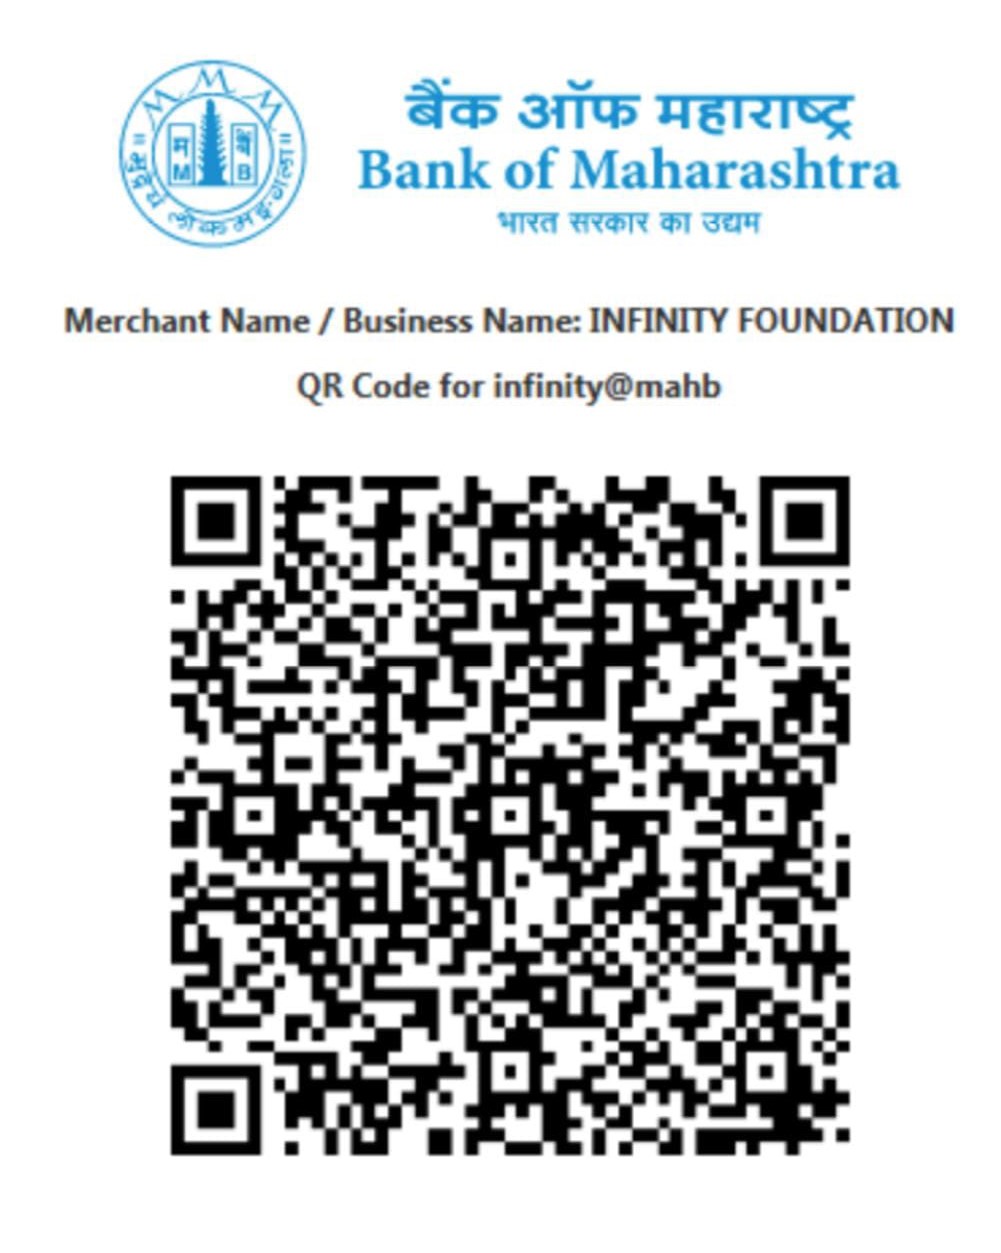 M M M
म बैं
M B
बैंक ऑफ महाराष्ट्र
Bank of Maharashtra
भारत सरकार का उद्यम
Merchant Name / Business Name: INFINITY FOUNDATION
QR Code for infinity@mahb